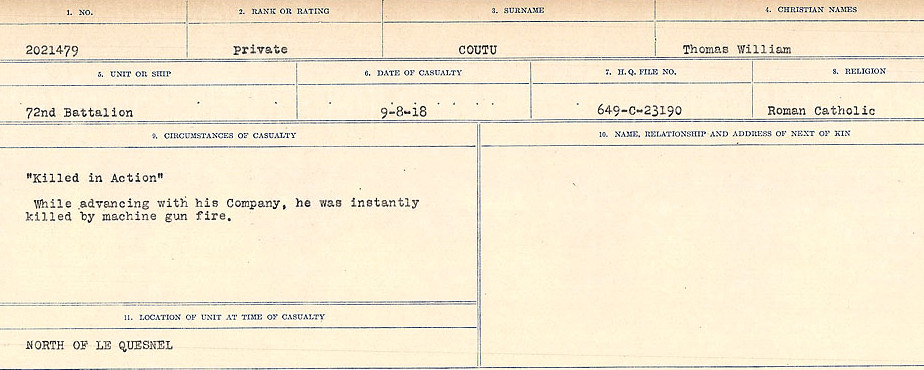 1. NO. 2. RANK OR RATING 3. SURNAME 4. CHRISTIAN NAMES
2021479 Private COUTU Thomas William
5. UNIT OR SHIP 6. DATE OF CASUALTY 7. H.Q. FILE NO. 8. RELIGION
72nd Battalion 9-8-18 649-C-23190 Roman Catholic
9. CIRCUMSTANCES OF CASUALTY 10. NAME, RELATIONSHIP AND ADDRESS OF NEXT OF KIN
"Killed in Action"
While advancing with his Company, he was instantly
killed by machine gun fire.
11. LOCATION OF UNIT AT TIME OF CASUALTY
NORTH OF LE QUESNEL